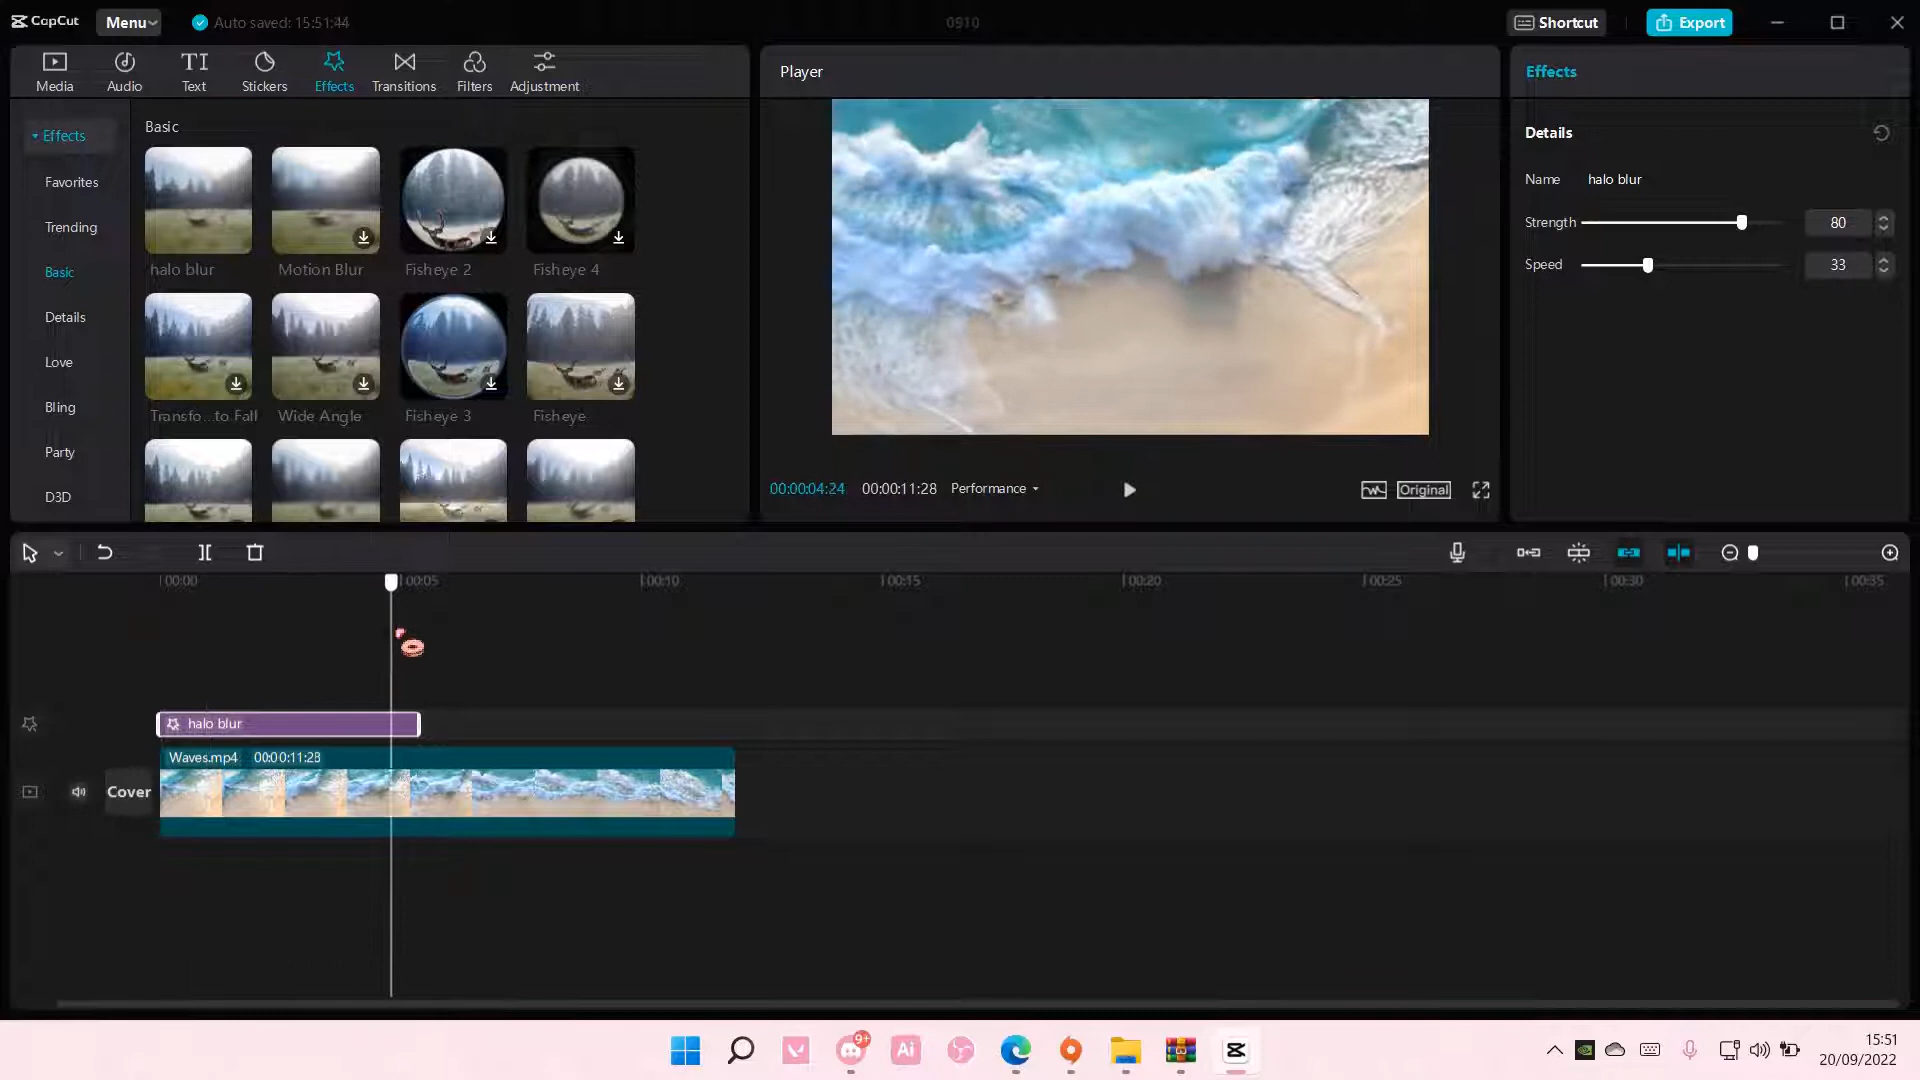 CapCut
Menu
Auto saved: 15:51:44
0910
Shortcut
Export
Media
Audio
TI
Text
Stickers
Effects
Transitions
Filters
Adjustment
Player
Effects
Effects
Favorites
Trending
Basic
Details
Love
Bling
Party
D3D
Basic
halo blur
Motion Blur
Fisheye 2
Fisheye 4
Transfo...to Fall
Wide Angle
Fisheye 3
Fisheye
00:00:04:24
00:00:11:28
Performance
Original
Details
Name
halo blur
Strength
80
Speed
33
00:00
00:05
00:10
00:15
00:20
00:25
00:30
00:35
halo blur
Waves.mp4 00:00:11:28
Cover
9+
Ai
15:51
20/09/2022